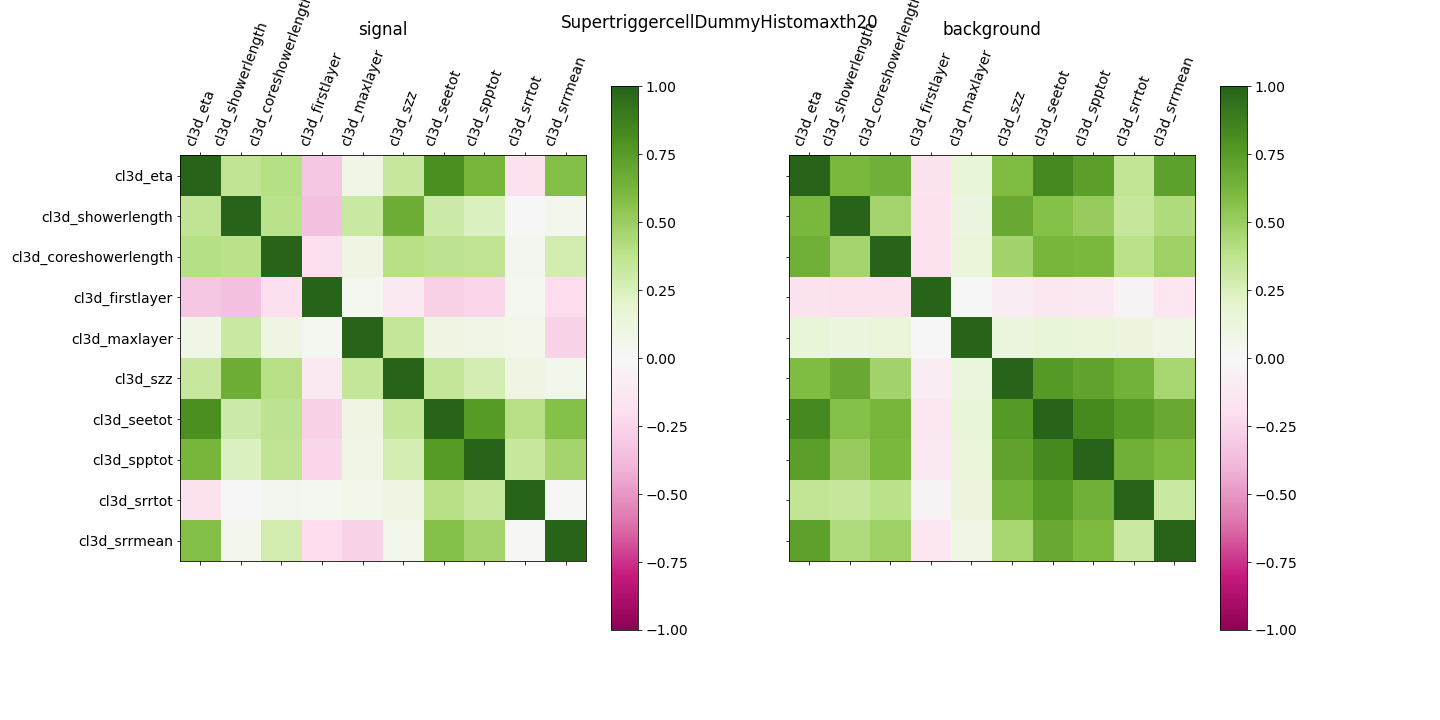 SupertriggercellDummyHistomaxth20
signal
cl3d_eta
cl3d_showerlength
cl3d_coreshowerlength
cl3d_firstlayer
cl3d_maxlayer
cl3d_szz
cl3d_seetot
cl3d_spptot
cl3d_srrtot
cl3d_srrmean
cl3d_eta
cl3d_showerlength
cl3d_coreshowerlength
cl3d_firstlayer
cl3d_maxlayer
cl3d_szz
cl3d_seetot
cl3d_spptot
cl3d_srrtot
cl3d_srrmean
1.00
0.75
0.50
0.25
0.00
−0.25
−0.50
−0.75
−1.00
background
cl3d_eta
cl3d_showerlength
cl3d_coreshowerlength
cl3d_firstlayer
cl3d_maxlayer
cl3d_szz
cl3d_seetot
cl3d_spptot
cl3d_srrtot
cl3d_srrmean
1.00
0.75
0.50
0.25
0.00
−0.25
−0.50
−0.75
−1.00